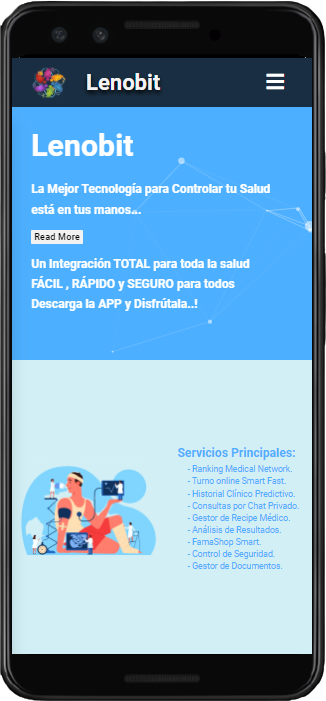 Lenobit
Lenobit
La Mejor Tecnología para Controlar tu Salud
está en tus manos...
Read More
Un Integración TOTAL para toda la salud
FÁCIL , RÁPIDO y SEGURO para todos
Descarga la APP y Disfrútala..!
Servicios Principales:
- Ranking Medical Network.
- Turno online Smart Fast.
- Historial Clínico Predictivo.
- Consultas por Chat Privado.
- Gestor de Recipe Médico.
- Análisis de Resultados.
- FamaShop Smart.
- Control de Seguridad.
- Gestor de Documentos.